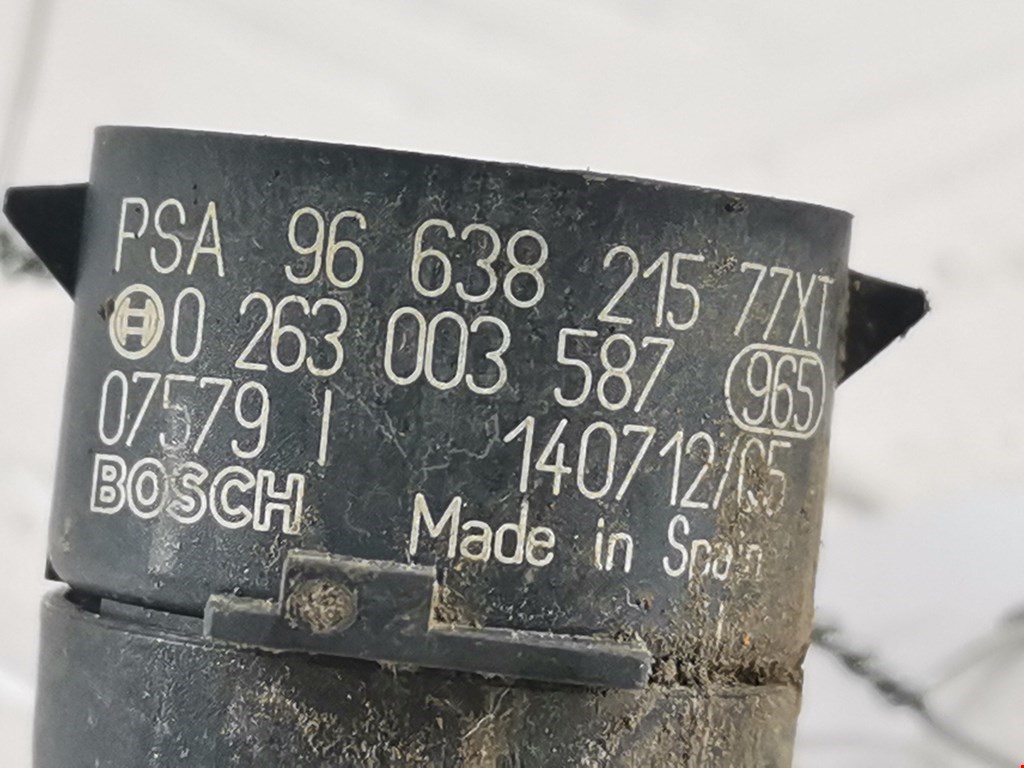 PSA 96 638 215 77XT
0 263 003 587 965
07579 I 140712/05
BOSCH Made in Spain